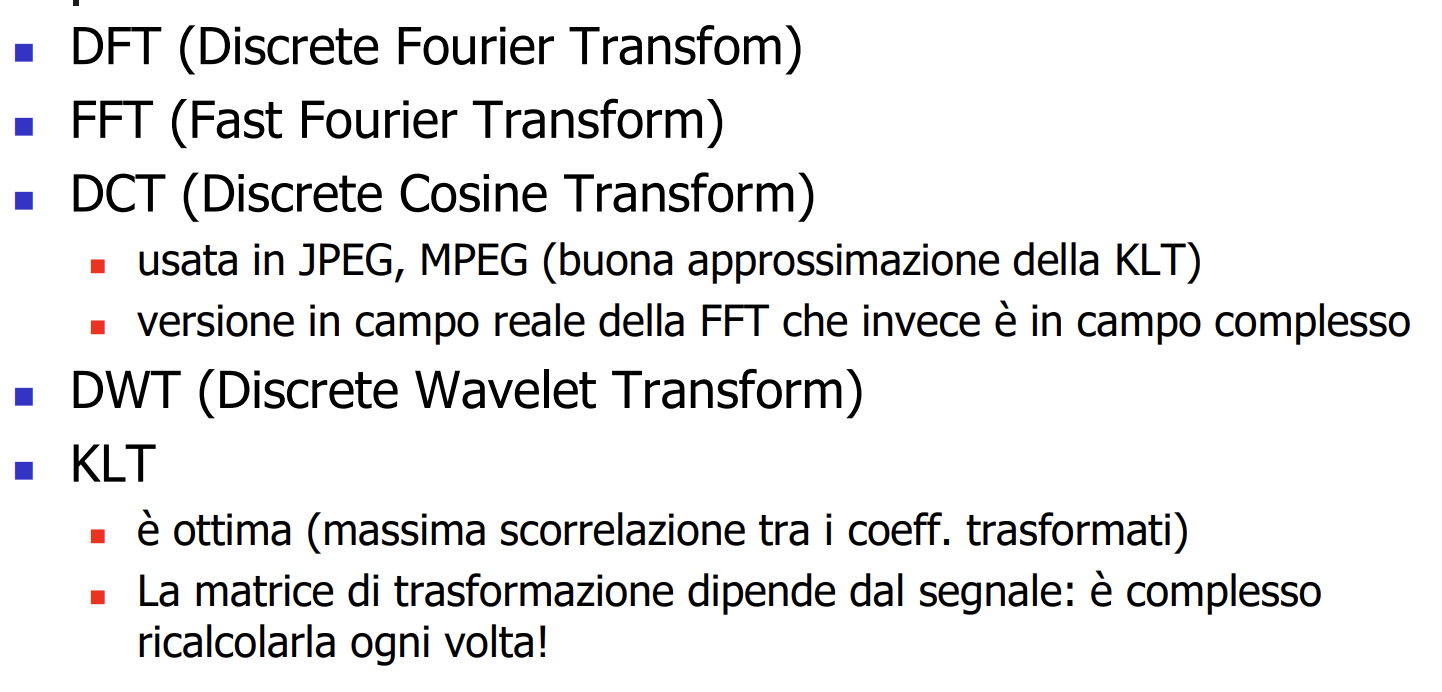 DFT (Discrete Fourier Transfom)
FFT (Fast Fourier Transform)
DCT (Discrete Cosine Transform)
usata in JPEG, MPEG (buona approssimazione della KLT)
versione in campo reale della FFT che invece è in campo complesso
DWT (Discrete Wavelet Transform)
KLT
è ottima (massima scorrelazione tra i coeff. trasformati)
La matrice di trasformazione dipende dal segnale: è complesso
ricalcolarla ogni volta!